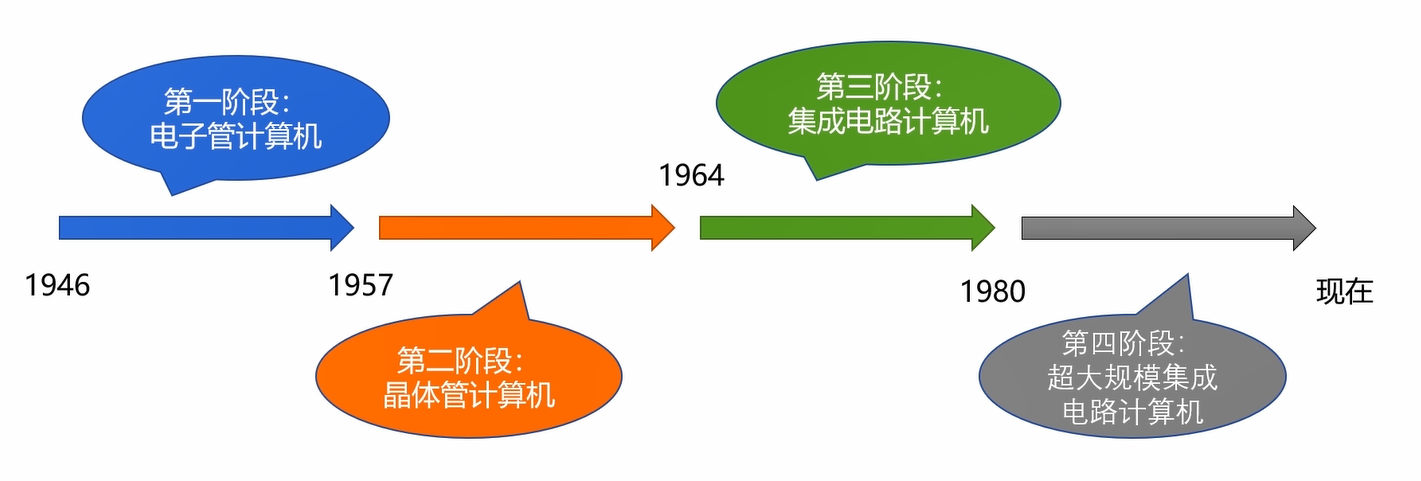 第一阶段：
电子管计算机
第三阶段：
集成电路计算机
1964
1946
1957
1980
现在
第二阶段：
晶体管计算机
第四阶段：
超大规模集成
电路计算机